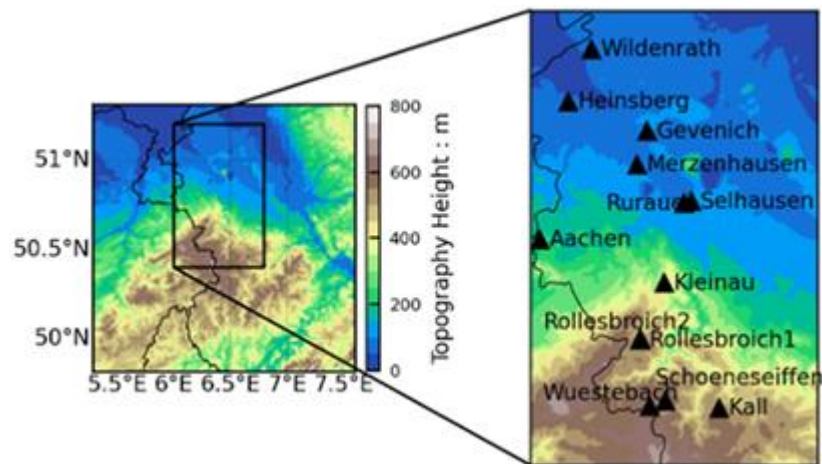 51°N
50.5°N
50°N
5.5°E 6°E 6.5°E 7°E 7.5°E
800
600
400
200
0
Topography Height : m
Wildenrath
Heinsberg
Gevenich
Merzenhausen
Ruraue
Selhausen
Aachen
Kleinau
Rollesbroich2
Rollesbroich1
Schoeneseiffen
Wuestebach
Kall